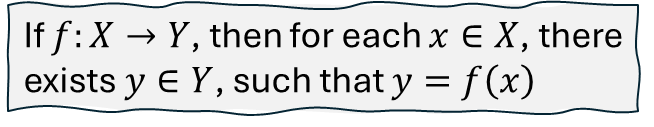 If f: X → Y, then for each x ∈ X, there
exists y ∈ Y, such that y = f(x)